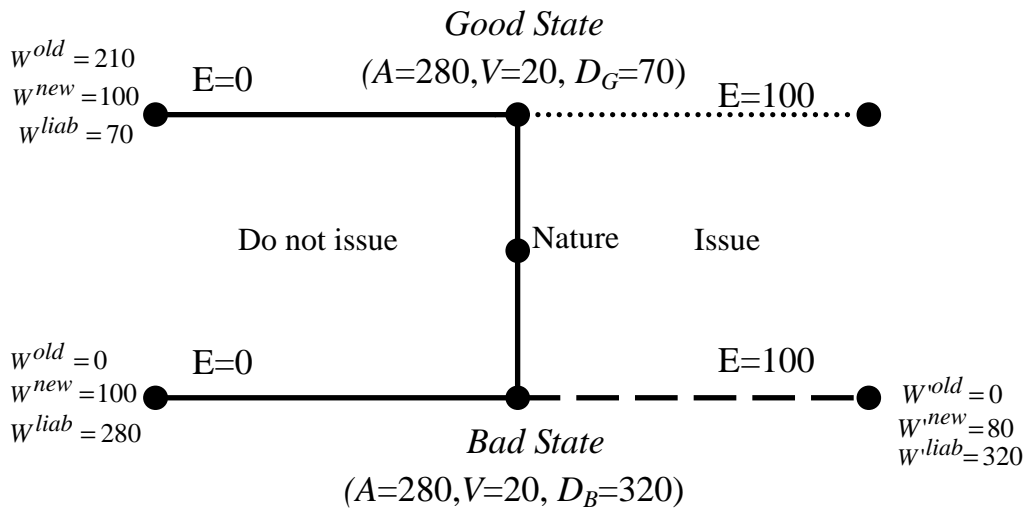 Good State
(A=280,V=20, D_G=70)
W^old = 210
W^new = 100
W^liab = 70
E=0
E=100
Do not issue
Nature
Issue
W^old = 0
W^new = 100
W^liab = 280
E=0
E=100
W'^old = 0
W'^new = 80
W'^liab = 320
Bad State
(A=280,V=20, D_B=320)